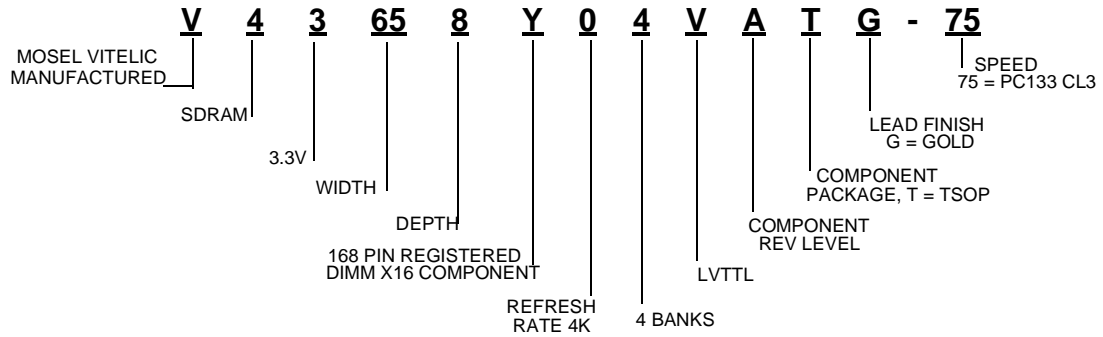 V 4 3 65 8 Y 0 4 V A T G - 75
MOSEL VITELIC
MANUFACTURED
SDRAM
3.3V
WIDTH
DEPTH
168 PIN REGISTERED
DIMM X16 COMPONENT
REFRESH
RATE 4K
4 BANKS
LVTTL
COMPONENT
REV LEVEL
COMPONENT
PACKAGE, T = TSOP
LEAD FINISH
G = GOLD
SPEED
75 = PC133 CL3